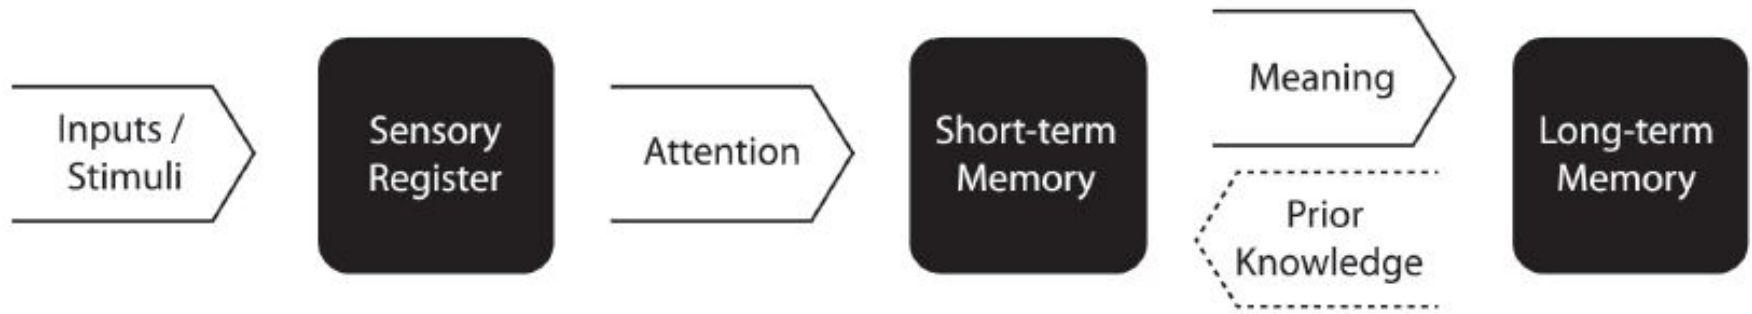 Inputs /
Stimuli
Sensory
Register
Attention
Short-term
Memory
Meaning
Prior
Knowledge
Long-term
Memory